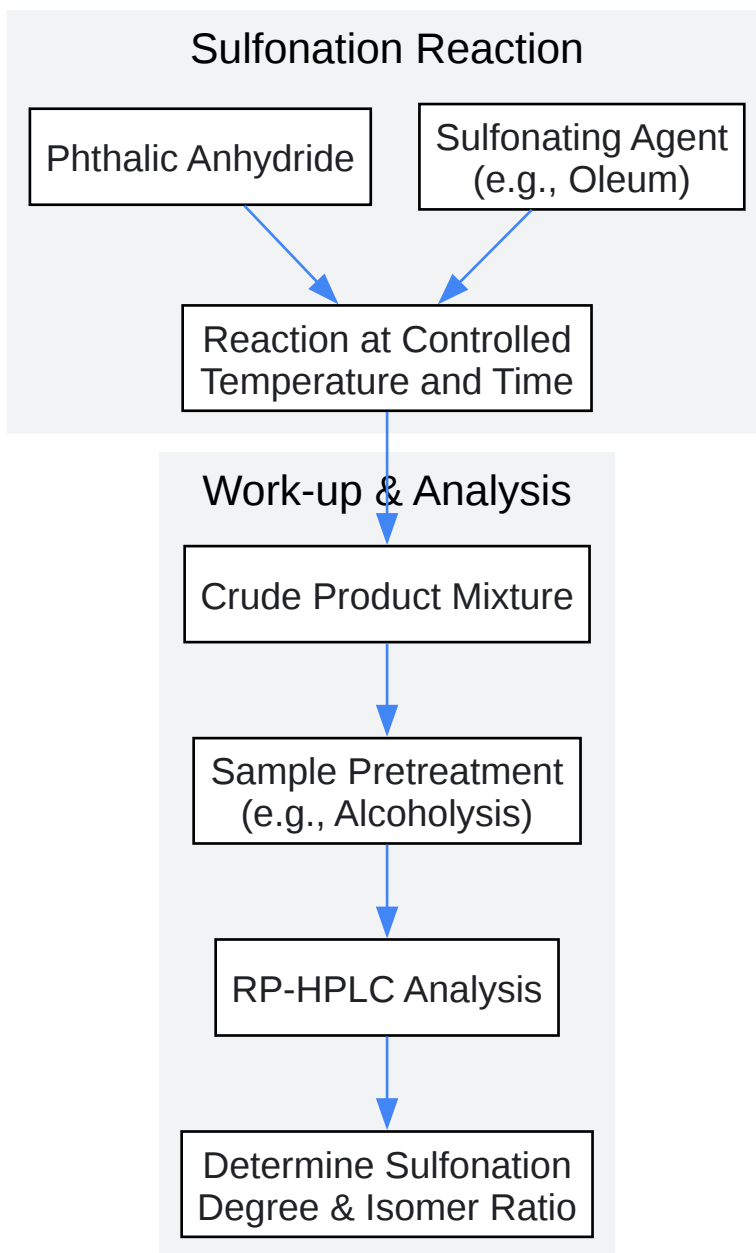 Sulfonation Reaction
Phthalic Anhydride
Sulfonating Agent
(e.g., Oleum)
Reaction at Controlled
Temperature and Time
Work-up & Analysis
Crude Product Mixture
Sample Pretreatment
(e.g., Alcoholysis)
RP-HPLC Analysis
Determine Sulfonation
Degree & Isomer Ratio